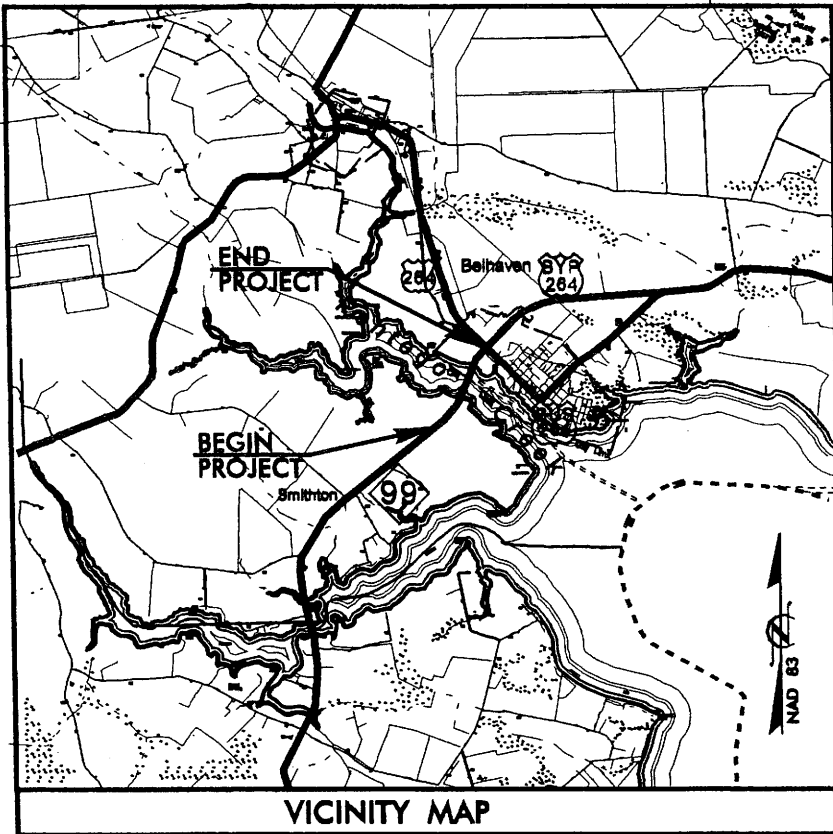 END
PROJECT
264
Belhaven
BYP
264
BEGIN
PROJECT
Smithton
99
NAD 83
VICINITY MAP